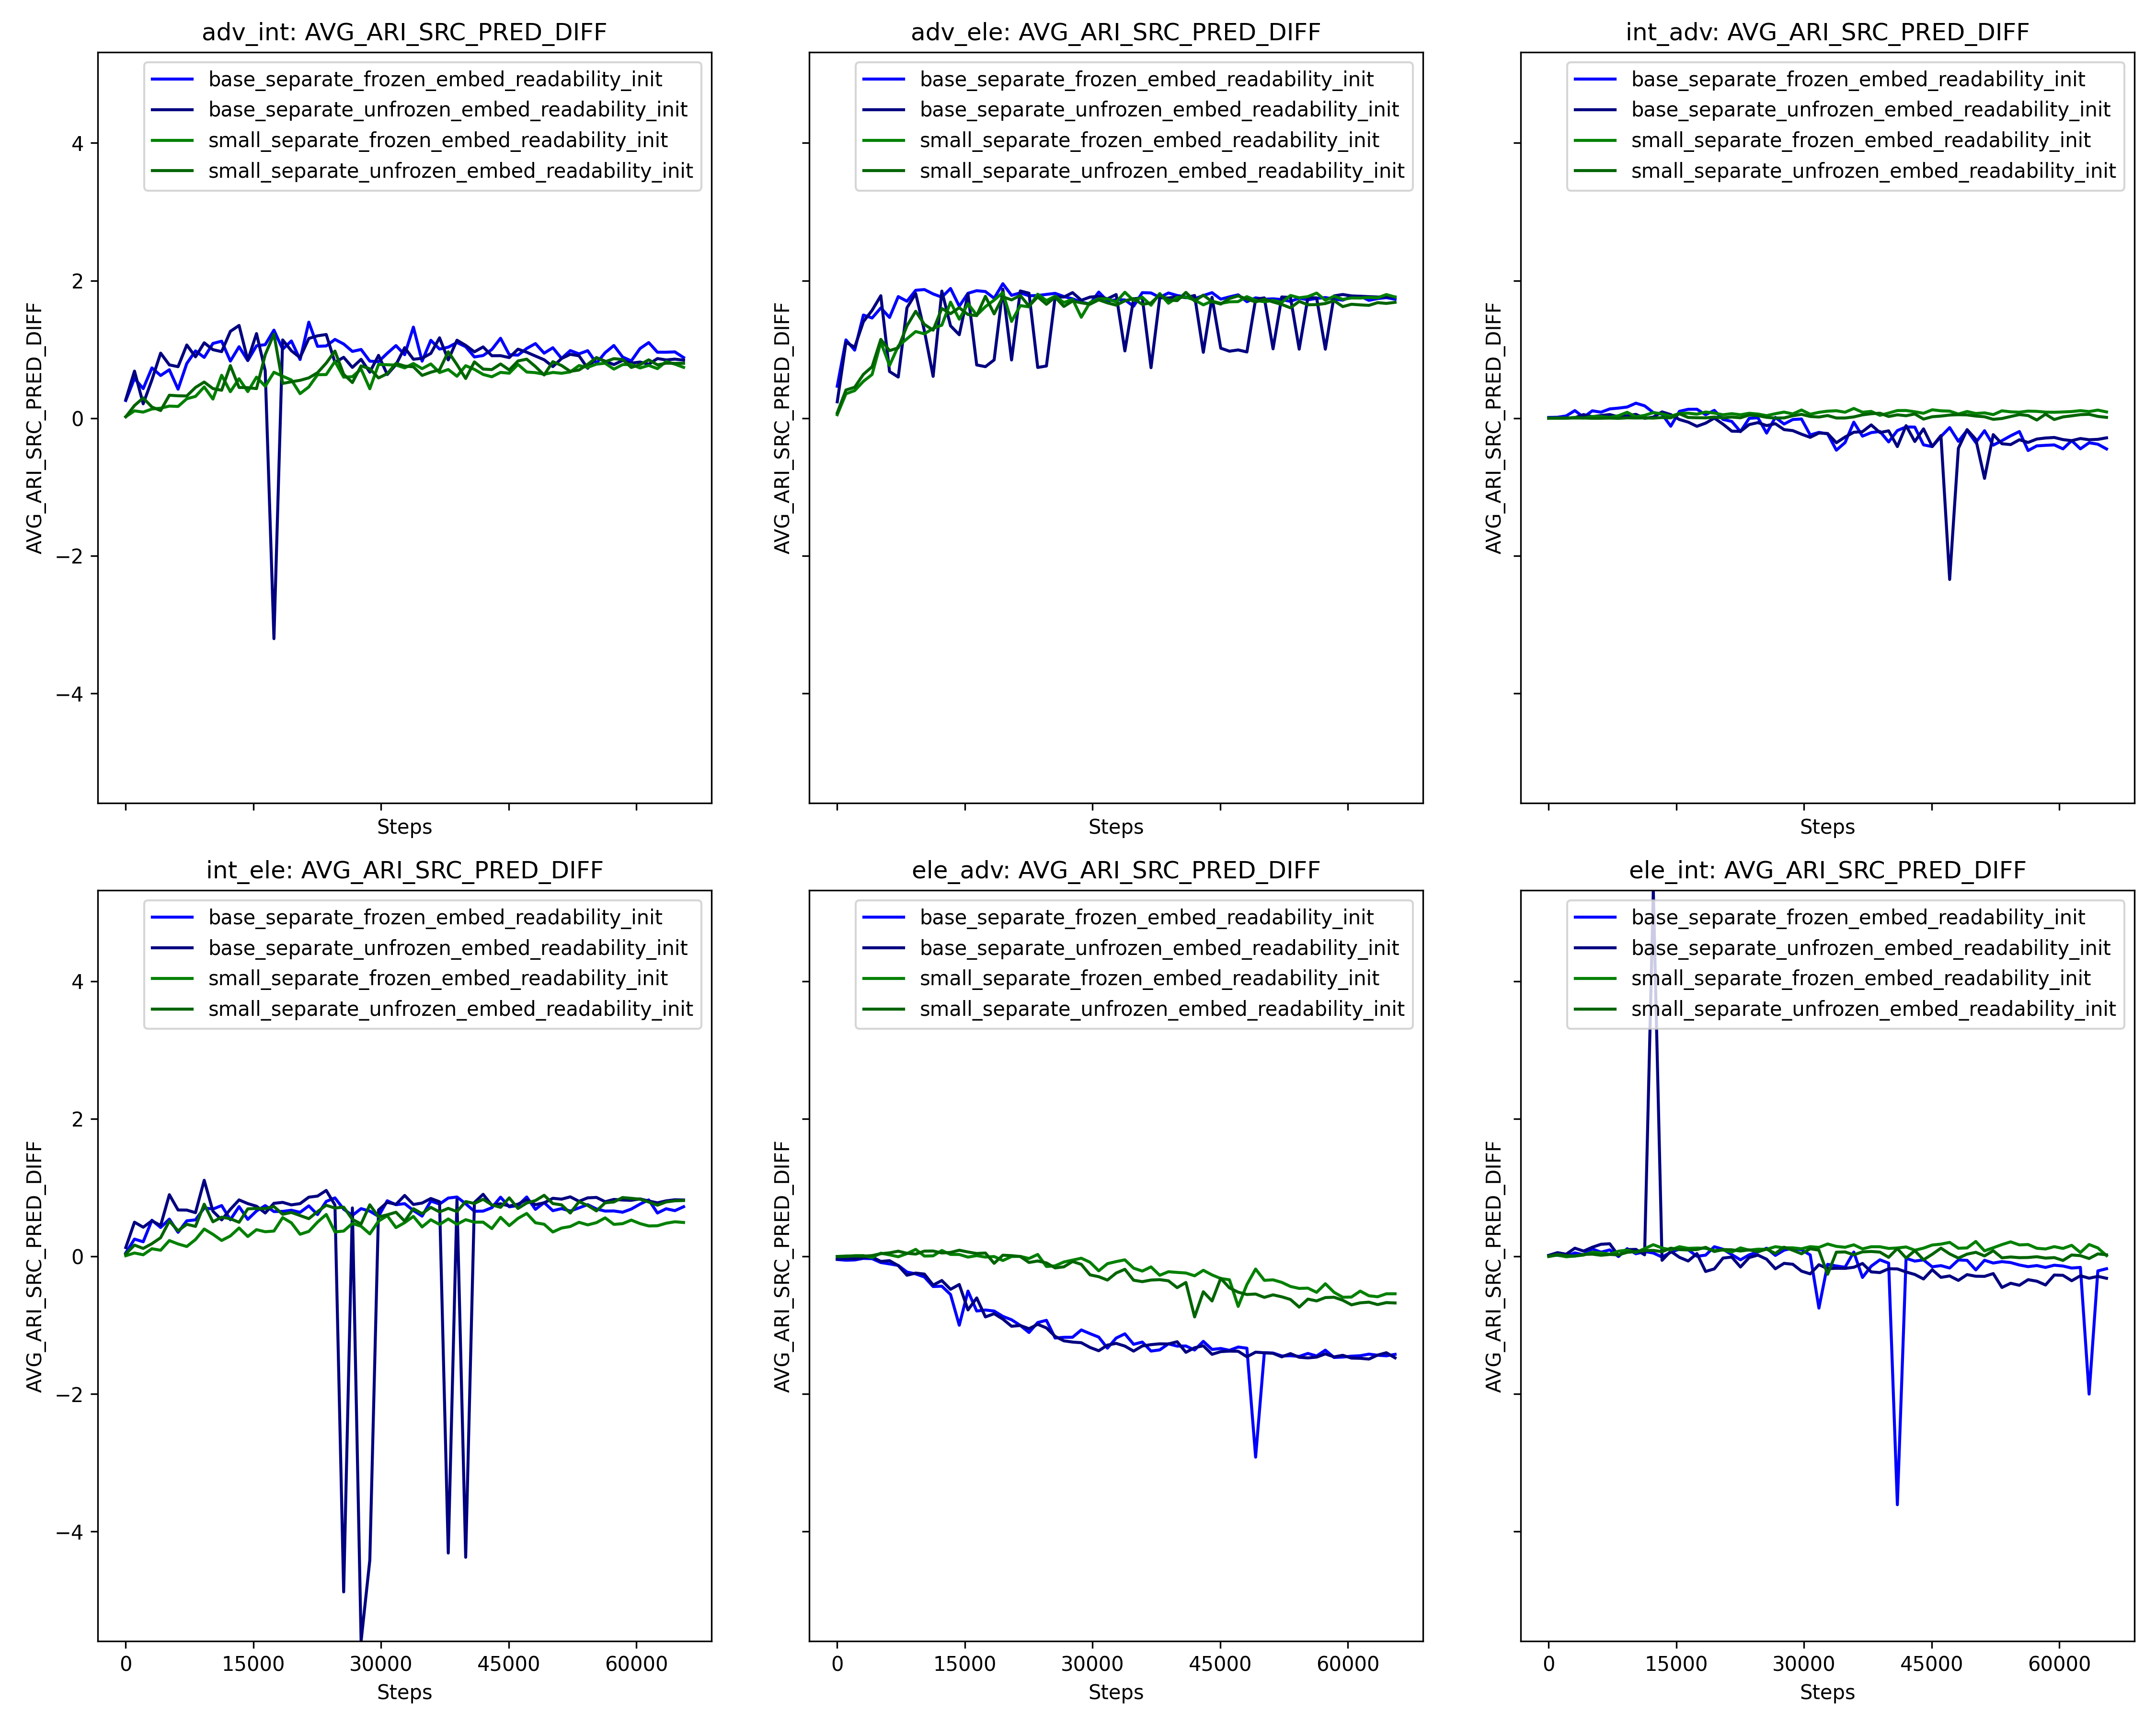 adv_int: AVG_ARI_SRC_PRED_DIFF
base_separate_frozen_embed_readability_init
base_separate_unfrozen_embed_readability_init
small_separate_frozen_embed_readability_init
small_separate_unfrozen_embed_readability_init
4
2
0
−2
−4
AVG_ARI_SRC_PRED_DIFF
Steps
adv_ele: AVG_ARI_SRC_PRED_DIFF
base_separate_frozen_embed_readability_init
base_separate_unfrozen_embed_readability_init
small_separate_frozen_embed_readability_init
small_separate_unfrozen_embed_readability_init
AVG_ARI_SRC_PRED_DIFF
Steps
int_adv: AVG_ARI_SRC_PRED_DIFF
base_separate_frozen_embed_readability_init
base_separate_unfrozen_embed_readability_init
small_separate_frozen_embed_readability_init
small_separate_unfrozen_embed_readability_init
AVG_ARI_SRC_PRED_DIFF
Steps
int_ele: AVG_ARI_SRC_PRED_DIFF
base_separate_frozen_embed_readability_init
base_separate_unfrozen_embed_readability_init
small_separate_frozen_embed_readability_init
small_separate_unfrozen_embed_readability_init
4
2
0
−2
−4
AVG_ARI_SRC_PRED_DIFF
0 15000 30000 45000 60000
Steps
ele_adv: AVG_ARI_SRC_PRED_DIFF
base_separate_frozen_embed_readability_init
base_separate_unfrozen_embed_readability_init
small_separate_frozen_embed_readability_init
small_separate_unfrozen_embed_readability_init
AVG_ARI_SRC_PRED_DIFF
0 15000 30000 45000 60000
Steps
ele_int: AVG_ARI_SRC_PRED_DIFF
base_separate_frozen_embed_readability_init
base_separate_unfrozen_embed_readability_init
small_separate_frozen_embed_readability_init
small_separate_unfrozen_embed_readability_init
AVG_ARI_SRC_PRED_DIFF
0 15000 30000 45000 60000
Steps